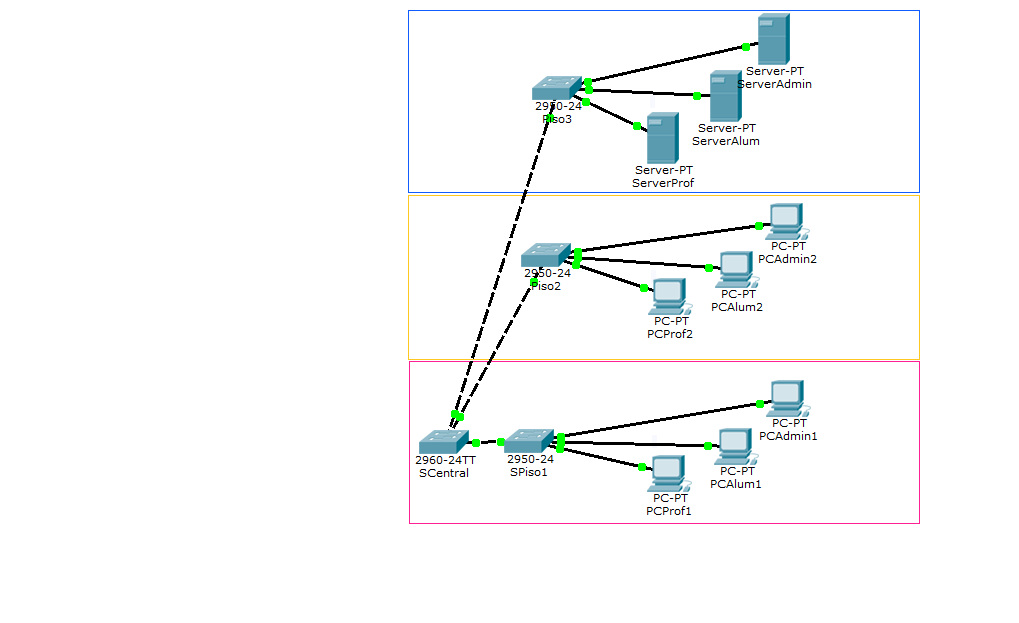 Server-PT
ServerAdmin
2950-24
Piso3
Server-PT
ServerAlum
Server-PT
ServerProf
PC-PT
PCAdmin2
2950-24
Piso2
PC-PT
PCAlum2
PC-PT
PCProf2
PC-PT
PCAdmin1
2960-24TT
SCentral
2950-24
SPiso1
PC-PT
PCAlum1
PC-PT
PCProf1